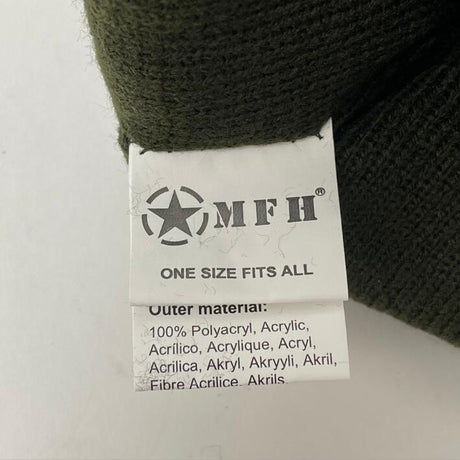 MFH®
ONE SIZE FITS ALL
Outer material:
100% Polyacryl, Acrylic,
Acrílico, Acrylique, Acryl,
Acrilica, Akryl, Akryyli, Akril,
Fibre Acrilice, Akrils